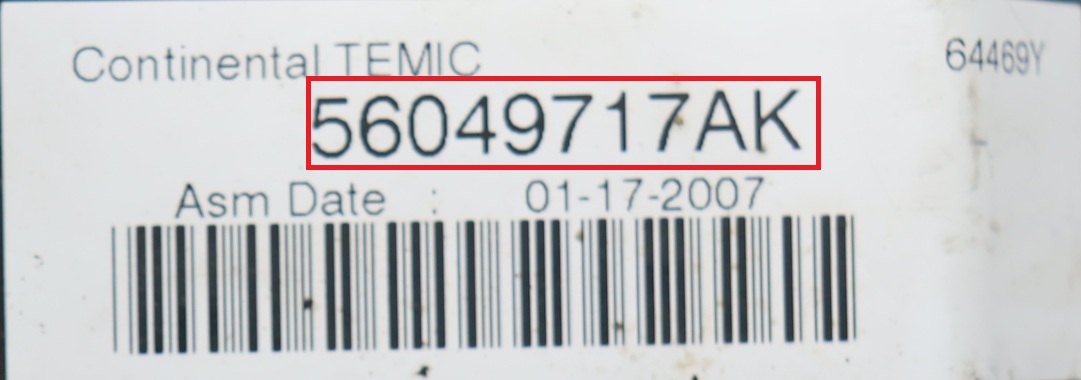 Continental TEMIC
64469Y
56049717AK
Asm Date : 01-17-2007